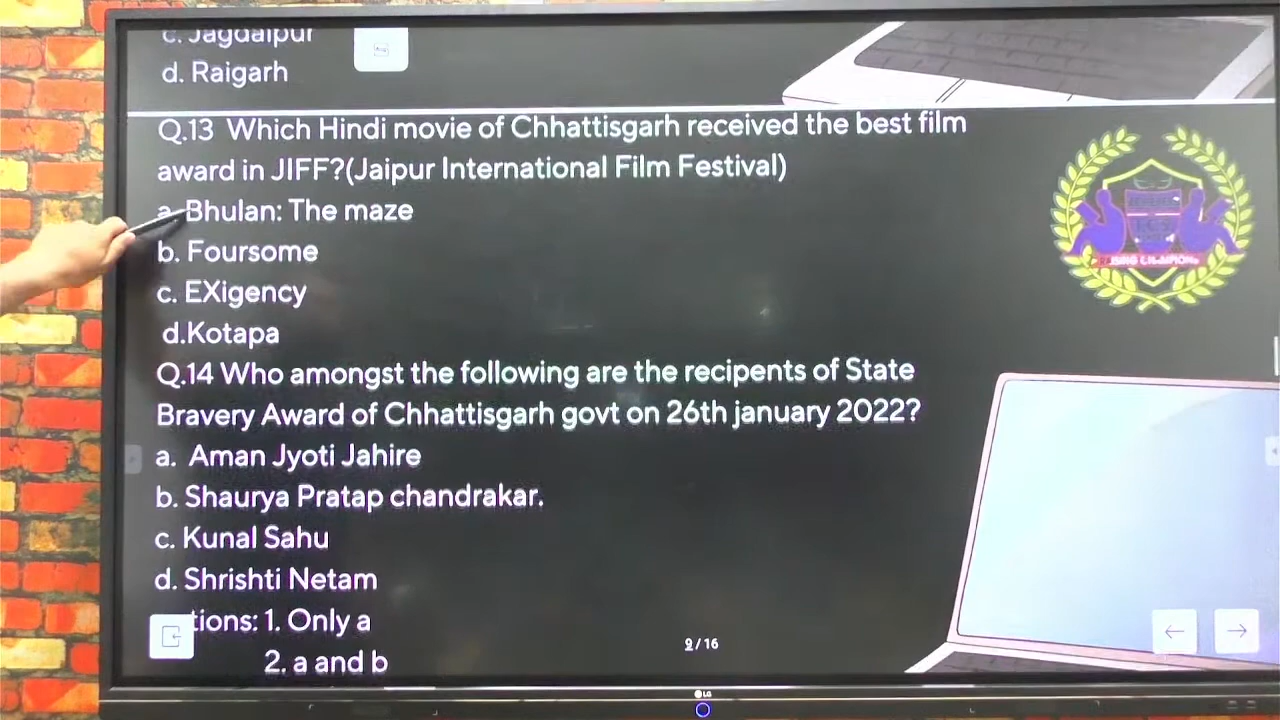 c. Jagdalpur
d. Raigarh
Q.13 Which Hindi movie of Chhattisgarh received the best film
award in JIFF?(Jaipur International Film Festival)
a. Bhulan: The maze
b. Foursome
c. EXigency
d.Kotapa
Q.14 Who amongst the following are the recipents of State
Bravery Award of Chhattisgarh govt on 26th january 2022?
a. Aman Jyoti Jahire
b. Shaurya Pratap chandrakar.
c. Kunal Sahu
d. Shrishti Netam
tions: 1. Only a
2. a and b
9/16
LG